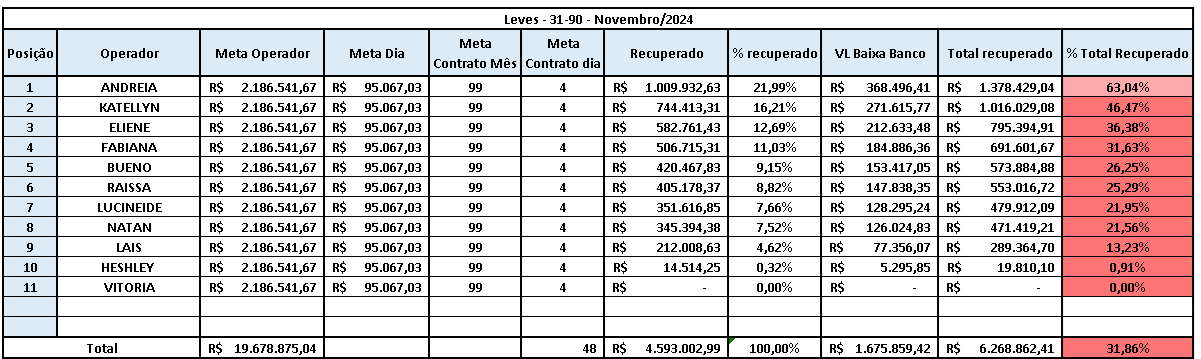 Leves - 31-90 - Novembro/2024
Posição Operador Meta Operador Meta Dia Meta Contrato Mês Meta Contrato dia Recuperado % recuperado VL Baixa Banco Total recuperado % Total Recuperado
1 ANDREIA R$ 2.186.541,67 R$ 95.067,03 99 4 R$ 1.009.932,63 21,99% R$ 368.496,41 R$ 1.378.429,04 63,04%
2 KATELLYN R$ 2.186.541,67 R$ 95.067,03 99 4 R$ 744.413,31 16,21% R$ 271.615,77 R$ 1.016.029,08 46,47%
3 ELIENE R$ 2.186.541,67 R$ 95.067,03 99 4 R$ 582.761,43 12,69% R$ 212.633,48 R$ 795.394,91 36,38%
4 FABIANA R$ 2.186.541,67 R$ 95.067,03 99 4 R$ 506.715,31 11,03% R$ 184.886,36 R$ 691.601,67 31,63%
5 BUENO R$ 2.186.541,67 R$ 95.067,03 99 4 R$ 420.467,83 9,15% R$ 153.417,05 R$ 573.884,88 26,25%
6 RAISSA R$ 2.186.541,67 R$ 95.067,03 99 4 R$ 405.178,37 8,82% R$ 147.838,35 R$ 553.016,72 25,29%
7 LUCINEIDE R$ 2.186.541,67 R$ 95.067,03 99 4 R$ 351.616,85 7,66% R$ 128.295,24 R$ 479.912,09 21,95%
8 NATAN R$ 2.186.541,67 R$ 95.067,03 99 4 R$ 345.394,38 7,52% R$ 126.024,83 R$ 471.419,21 21,56%
9 LAIS R$ 2.186.541,67 R$ 95.067,03 99 4 R$ 212.008,63 4,62% R$ 77.356,07 R$ 289.364,70 13,23%
10 HESHLEY R$ 2.186.541,67 R$ 95.067,03 99 4 R$ 14.514,25 0,32% R$ 5.295,85 R$ 19.810,10 0,91%
11 VITORIA R$ 2.186.541,67 R$ 95.067,03 99 4 R$ - 0,00% R$ - R$ - 0,00%
Total R$ 19.678.875,04 48 R$ 4.593.002,99 100,00% R$ 1.675.859,42 R$ 6.268.862,41 31,86%